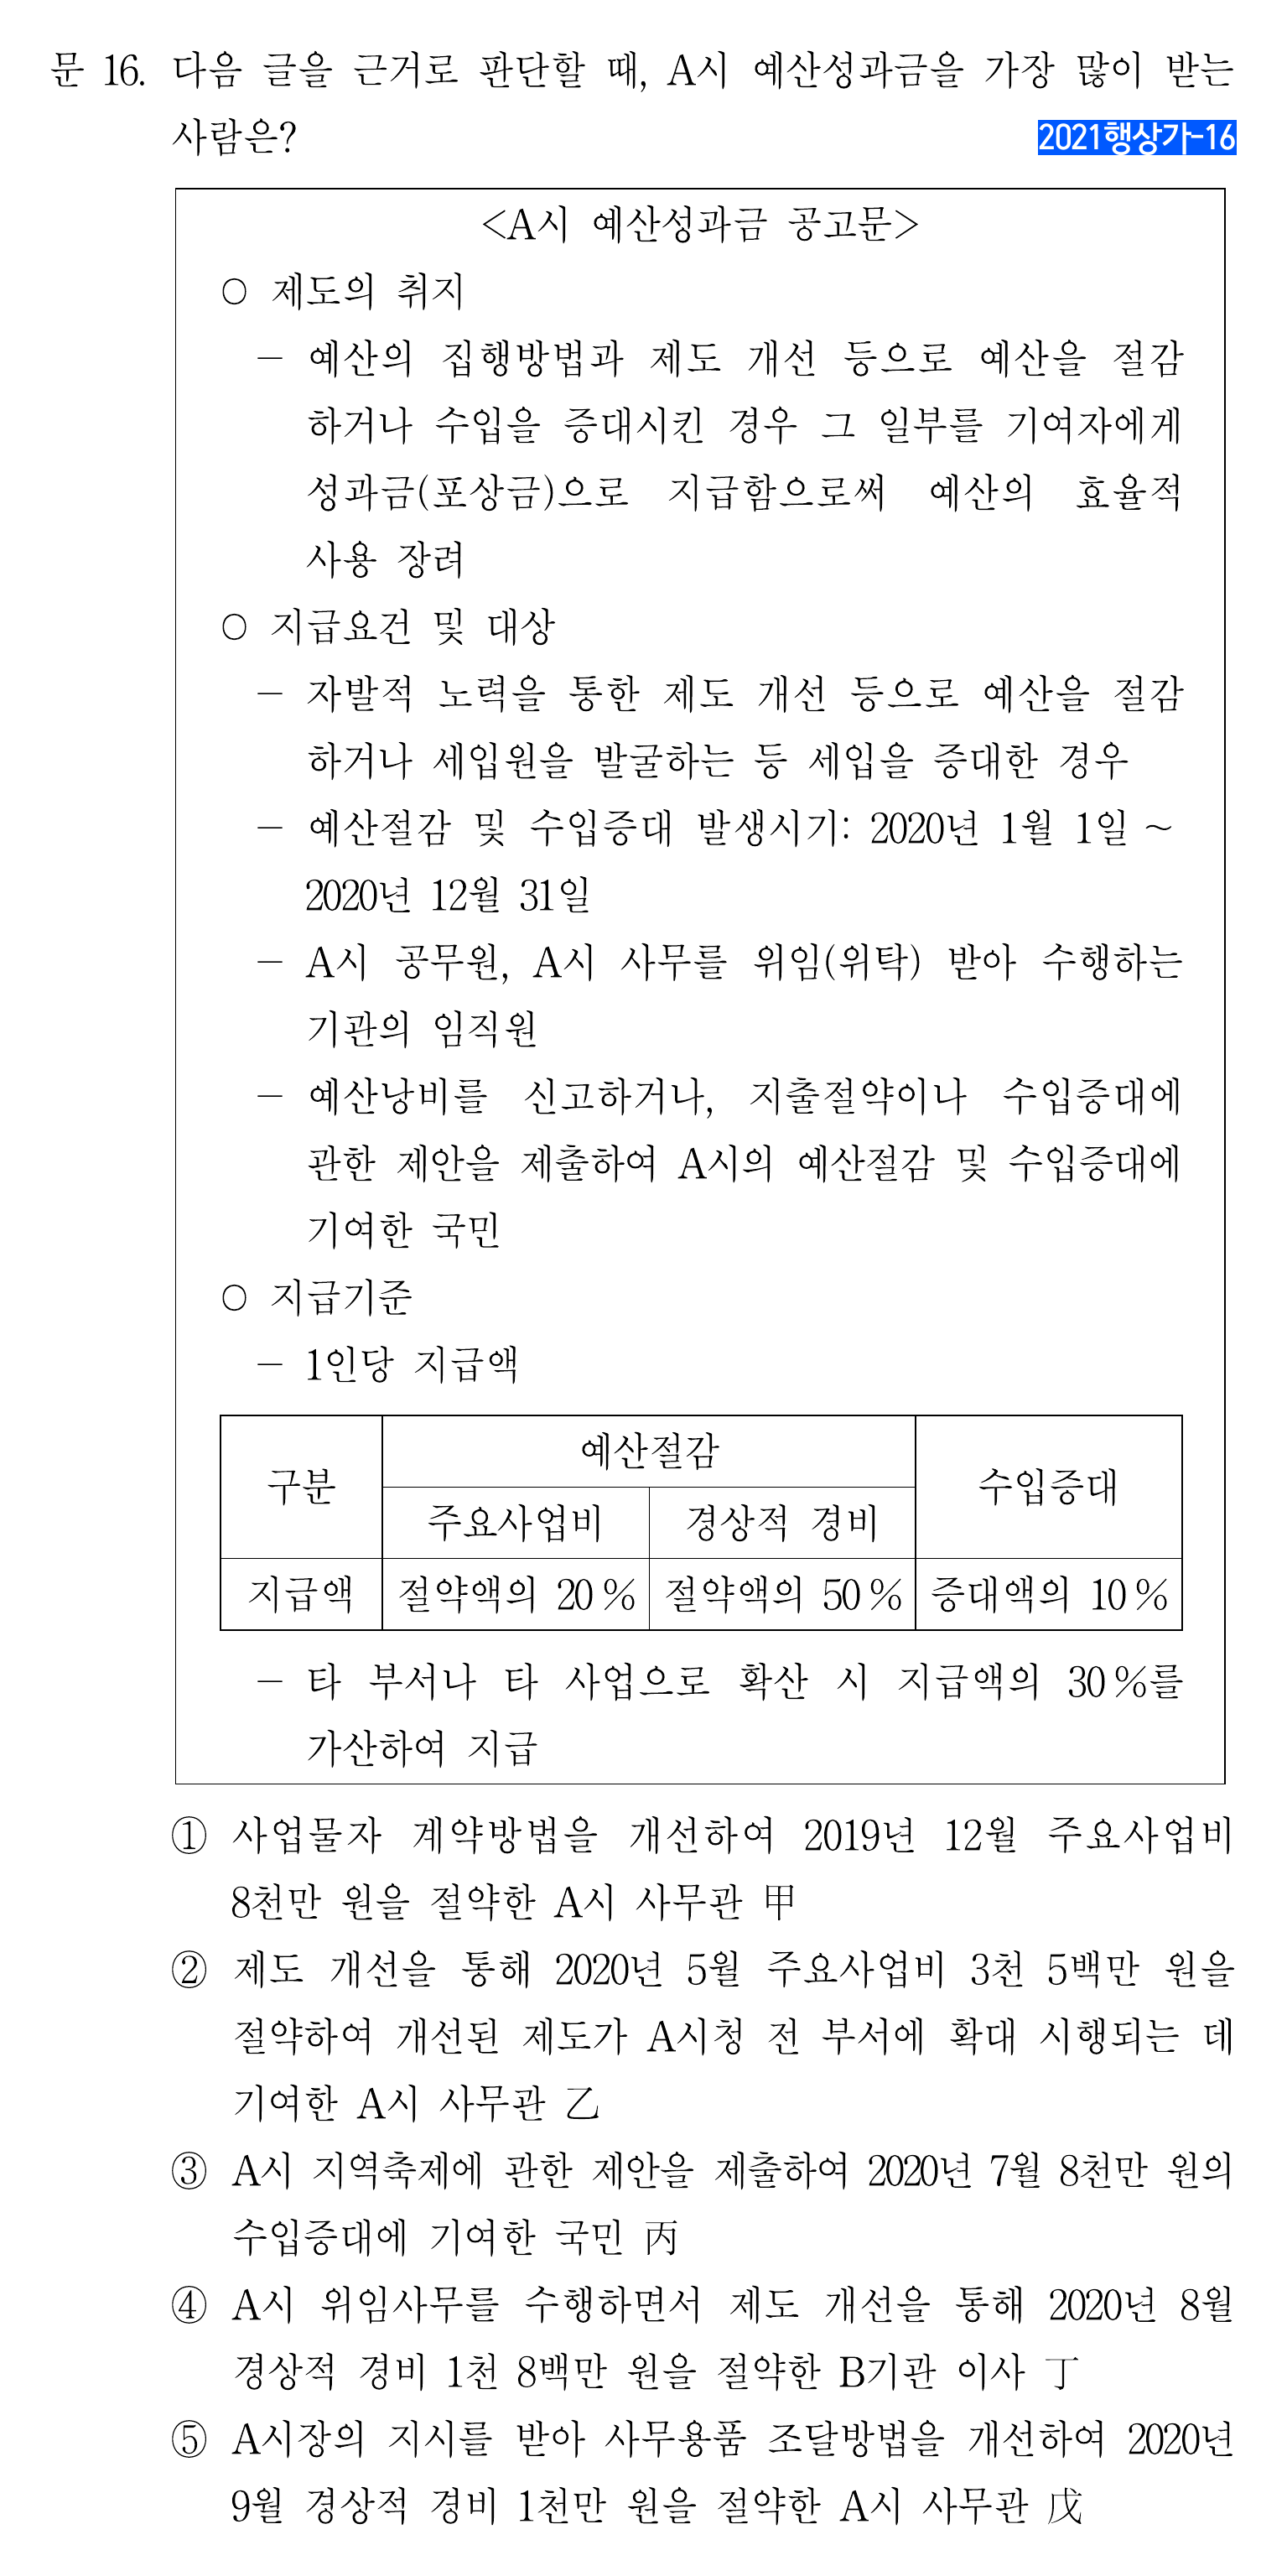 문 16. 다음 글을 근거로 판단할 때, A시 예산성과금을 가장 많이 받는
사람은?
2021행상가-16
<A시 예산성과금 공고문>
○ 제도의 취지
－ 예산의 집행방법과 제도 개선 등으로 예산을 절감
하거나 수입을 증대시킨 경우 그 일부를 기여자에게
성과금(포상금)으로 지급함으로써 예산의 효율적
사용 장려
○ 지급요건 및 대상
－ 자발적 노력을 통한 제도 개선 등으로 예산을 절감
하거나 세입원을 발굴하는 등 세입을 증대한 경우
－ 예산절감 및 수입증대 발생시기: 2020년 1월 1일 ~
2020년 12월 31일
－ A시 공무원, A시 사무를 위임(위탁) 받아 수행하는
기관의 임직원
－ 예산낭비를 신고하거나, 지출절약이나 수입증대에
관한 제안을 제출하여 A시의 예산절감 및 수입증대에
기여한 국민
○ 지급기준
－ 1인당 지급액
구분 예산절감 수입증대
주요사업비 경상적 경비
지급액 절약액의 20% 절약액의 50% 증대액의 10%
－ 타 부서나 타 사업으로 확산 시 지급액의 30%를
가산하여 지급
① 사업물자 계약방법을 개선하여 2019년 12월 주요사업비
8천만 원을 절약한 A시 사무관 甲
② 제도 개선을 통해 2020년 5월 주요사업비 3천 5백만 원을
절약하여 개선된 제도가 A시청 전 부서에 확대 시행되는 데
기여한 A시 사무관 乙
③ A시 지역축제에 관한 제안을 제출하여 2020년 7월 8천만 원의
수입증대에 기여한 국민 丙
④ A시 위임사무를 수행하면서 제도 개선을 통해 2020년 8월
경상적 경비 1천 8백만 원을 절약한 B기관 이사 丁
⑤ A시장의 지시를 받아 사무용품 조달방법을 개선하여 2020년
9월 경상적 경비 1천만 원을 절약한 A시 사무관 戊